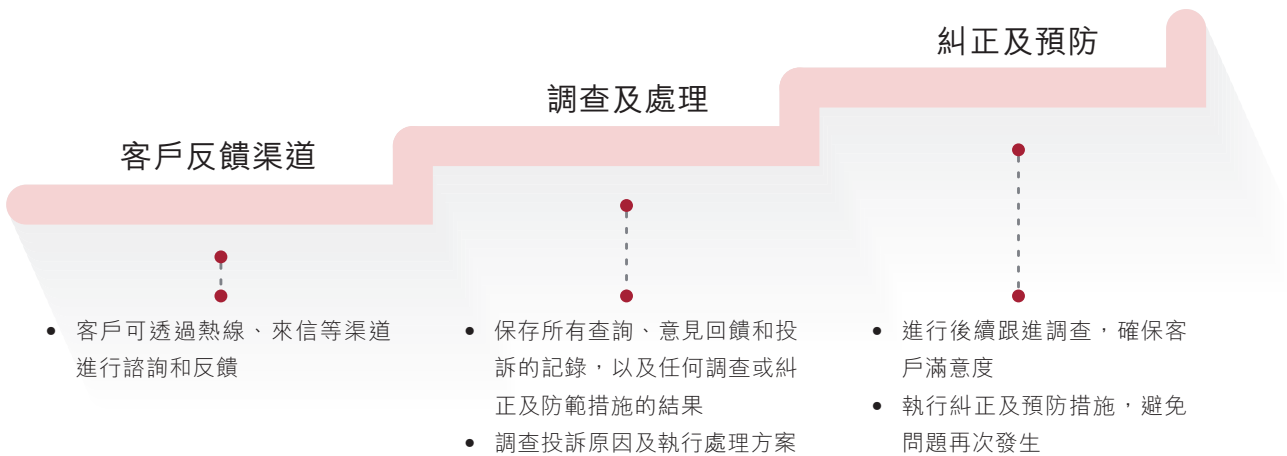 客戶反饋渠道
• 客戶可透過熱線、來信等渠道
進行諮詢和反饋
調查及處理
• 保存所有查詢、意見回饋和投
訴的記錄，以及任何調查或糾
正及防範措施的結果
• 調查投訴原因及執行處理方案
糾正及預防
• 進行後續跟進調查，確保客
戶滿意度
• 執行糾正及預防措施，避免
問題再次發生